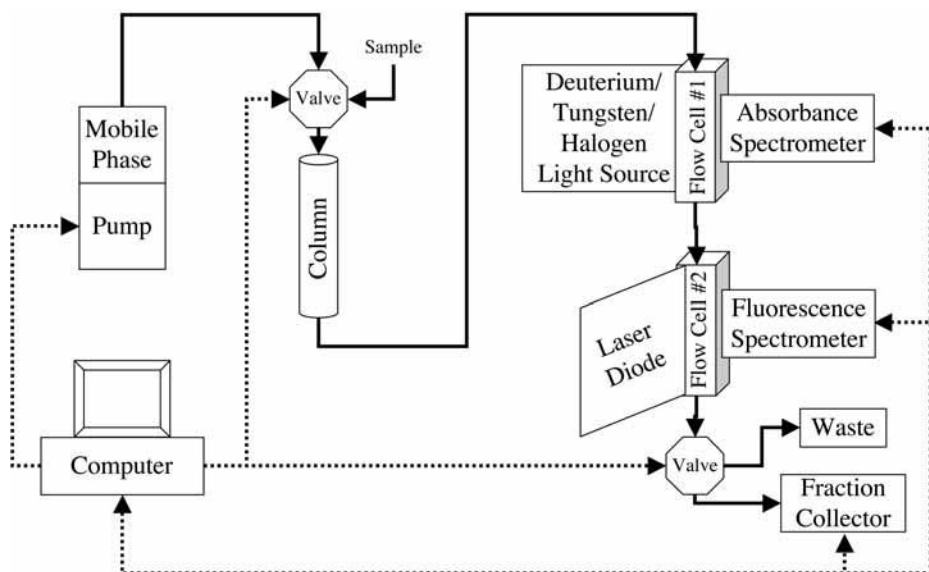 Sample
Valve
Mobile
Phase
Pump
Column
Deuterium/
Tungsten/
Halogen
Light Source
Flow Cell #1
Absorbance
Spectrometer
Laser
Diode
Flow Cell #2
Fluorescence
Spectrometer
Computer
Valve
Waste
Fraction
Collector